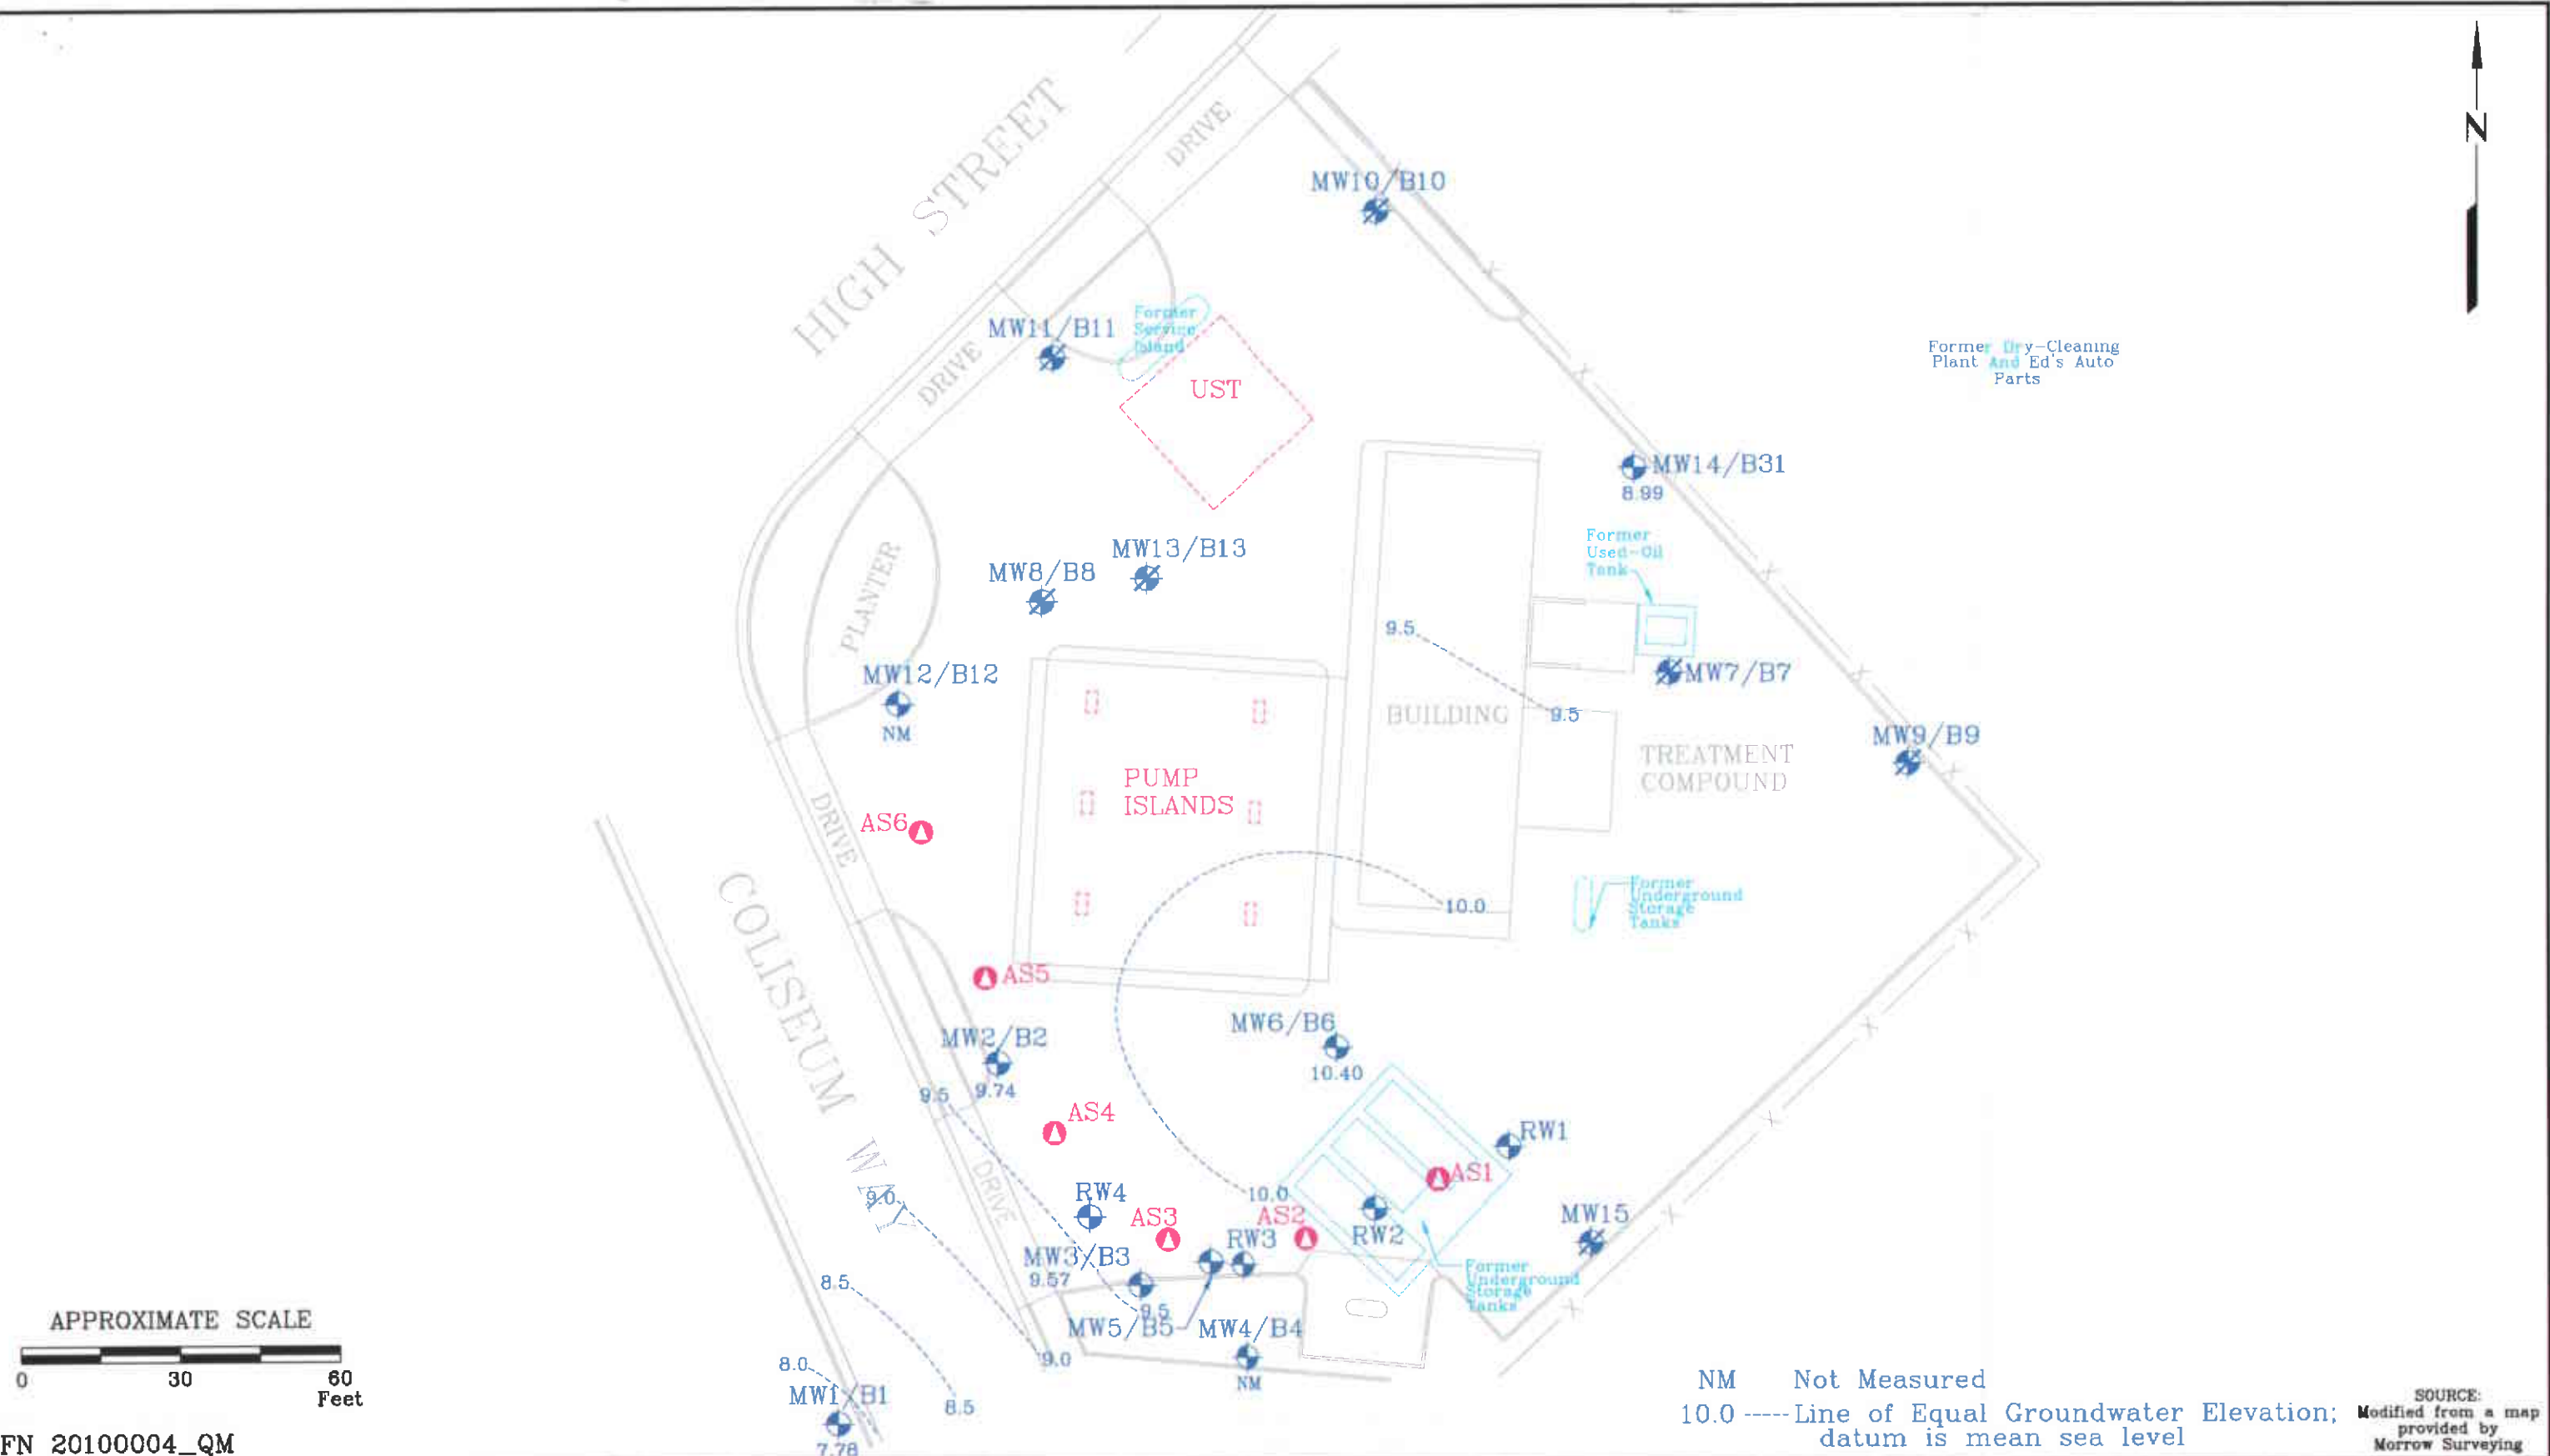 HIGH STREET
DRIVE
MW10/B10
N
MW11/B11
Former
Service
Island
DRIVE
UST
Former Dry-Cleaning
Plant And Ed's Auto
Parts
MW14/B31
8.99
Former
Used-Oil
Tank
MW13/B13
MW8/B8
PLANTER
9.5
MW12/B12
NM
MW7/B7
BUILDING
9.5
MW9/B9
TREATMENT
COMPOUND
PUMP
ISLANDS
DRIVE
AS6
COLISEUM WAY
10.0
Former
Underground
Storage
Tanks
AS5
MW2/B2
9.74
9.5
MW6/B6
10.40
AS4
RW1
AS1
DRIVE
9.0
RW4
10.0
AS3
AS2
RW3
RW2
MW15
MW3/B3
9.57
8.5
9.5
Former
Underground
Storage
Tanks
MW5/B5
MW4/B4
NM
9.0
8.0
MW1/B1
7.78
8.5
APPROXIMATE SCALE
0 30 60
Feet
FN 20100004_QM
NM Not Measured
10.0 ----- Line of Equal Groundwater Elevation;
datum is mean sea level
SOURCE:
Modified from a map
provided by
Morrow Surveying